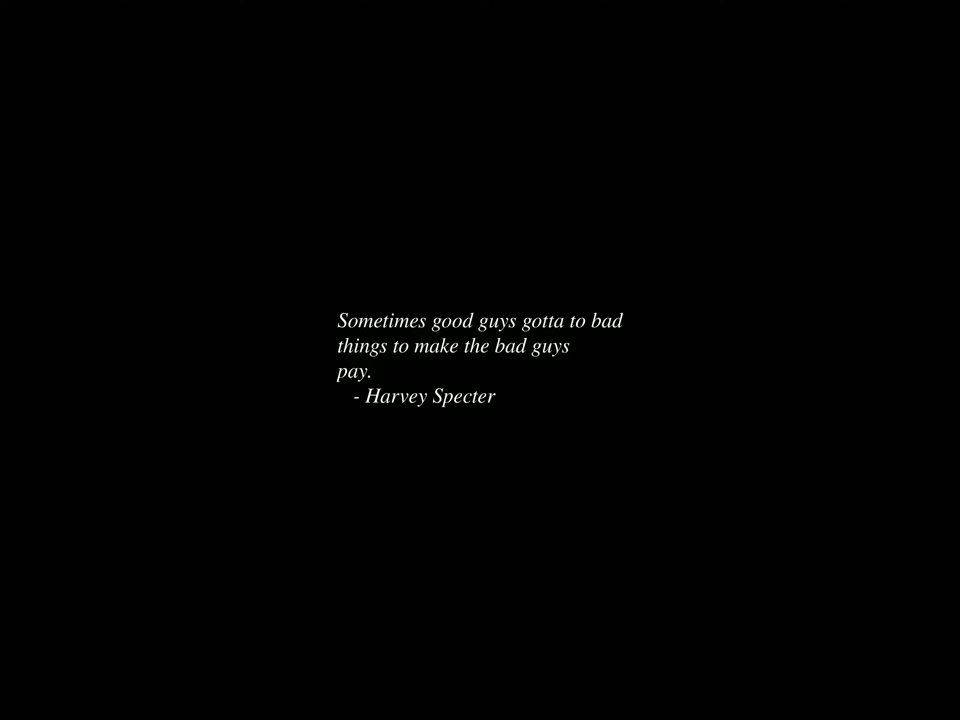 Sometimes good guys gotta to bad
things to make the bad guys
pay.
- Harvey Specter